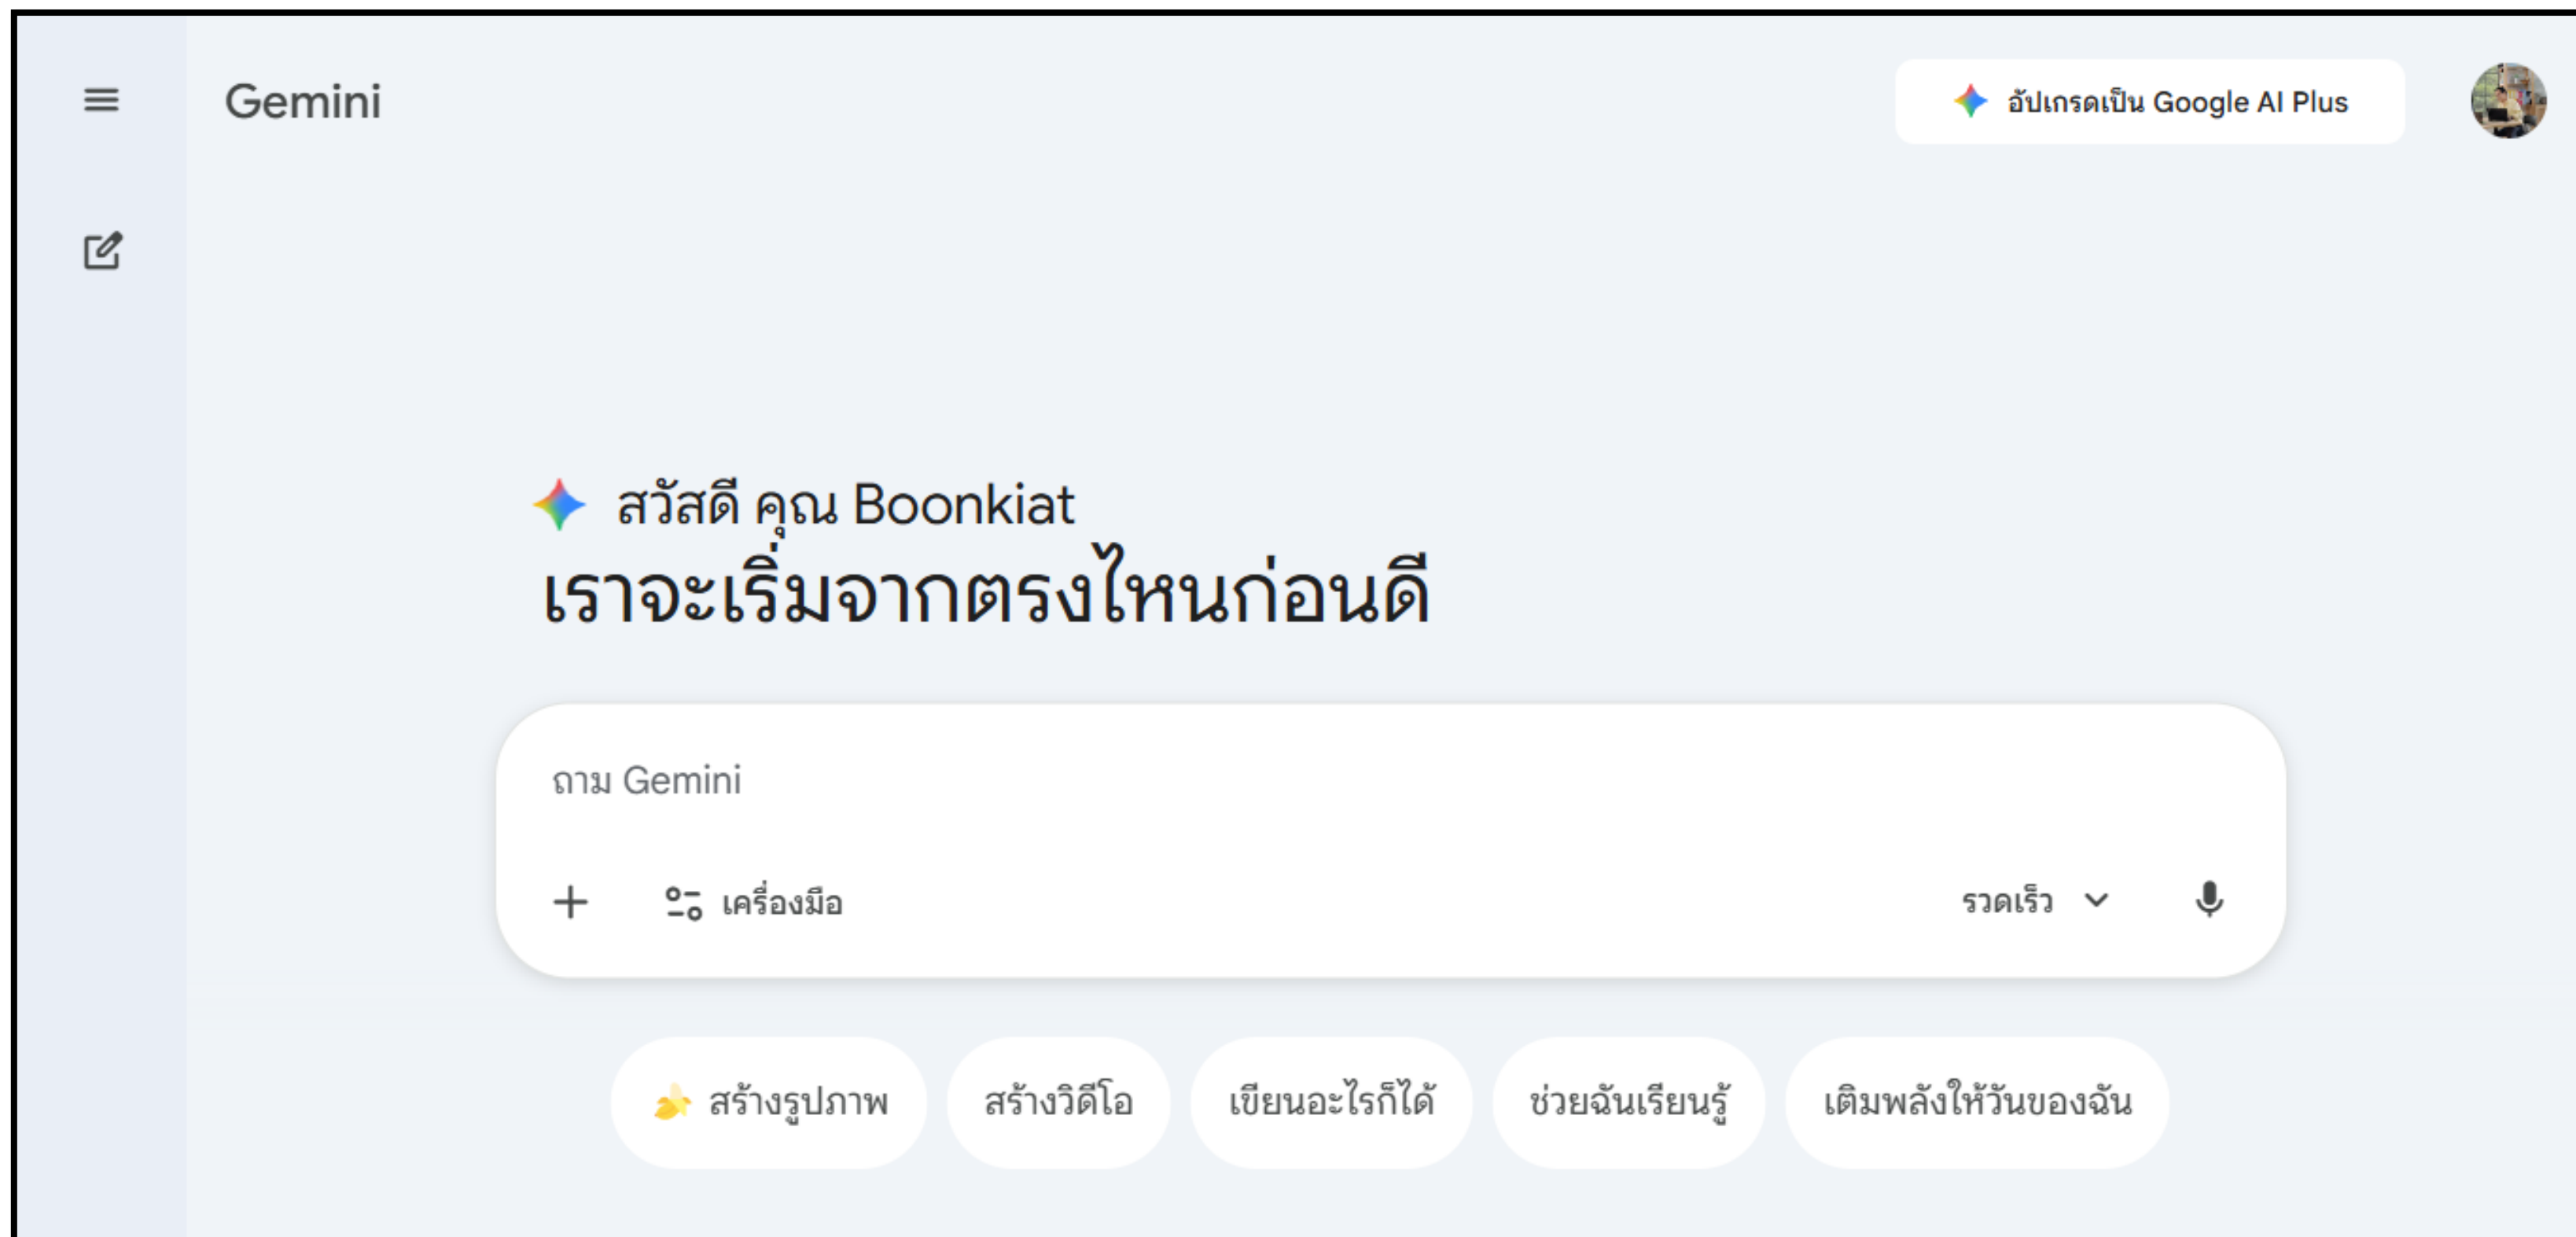 Gemini
อัปเกรดเป็น Google AI Plus
สวัสดี คุณ Boonkiat
เราจะเริ่มจากตรงไหนก่อนดี
ถาม Gemini
เครื่องมือ
รวดเร็ว
สร้างรูปภาพ
สร้างวิดีโอ
เขียนอะไรก็ได้
ช่วยฉันเรียนรู้
เติมพลังให้วันของฉัน